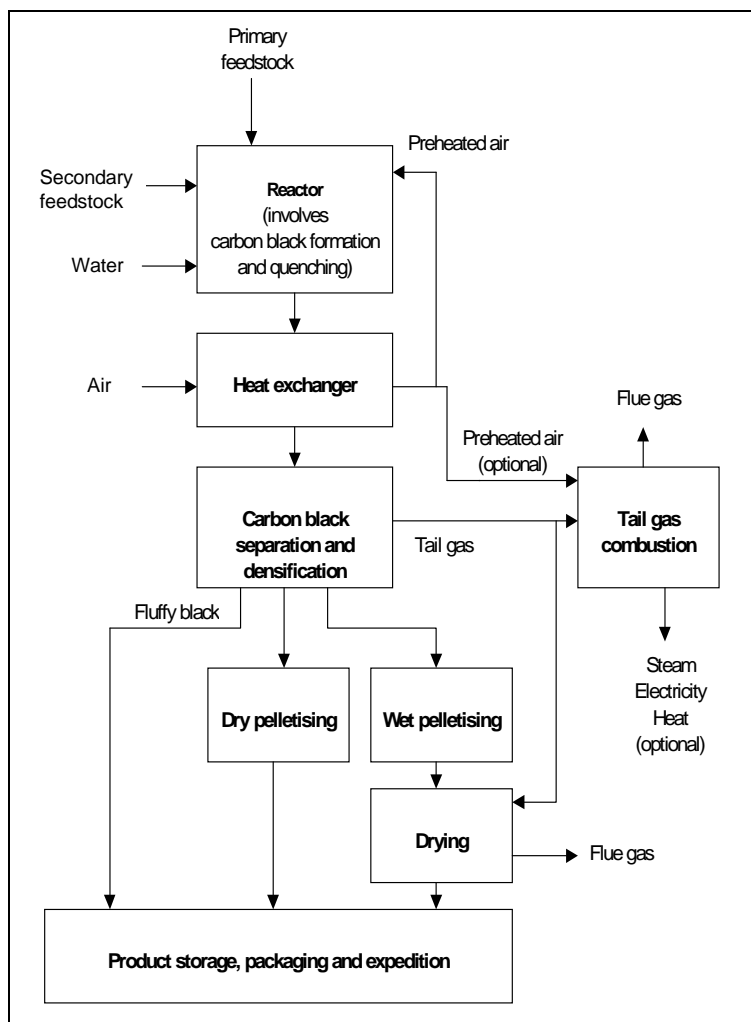 Primary
feedstock
Preheated air
Secondary
feedstock
Reactor
(involves
carbon black formation
and quenching)
Water
Air
Heat exchanger
Flue gas
Preheated air
(optional)
Carbon black
separation and
densification
Tail gas
Tail gas
combustion
Fluffy black
Steam
Electricity
Heat
(optional)
Dry pelletising
Wet pelletising
Drying
Flue gas
Product storage, packaging and expedition